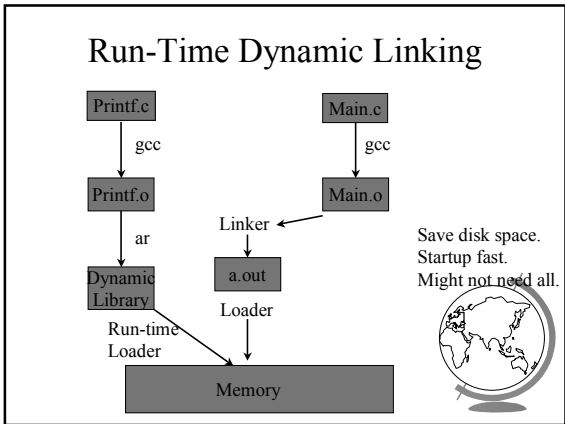 Run-Time Dynamic Linking
Printf.c
Main.c
gcc
gcc
Printf.o
Main.o
Linker
ar
Save disk space.
Startup fast.
Might not need all.
Dynamic
Library
a.out
Loader
Run-time
Loader
Memory